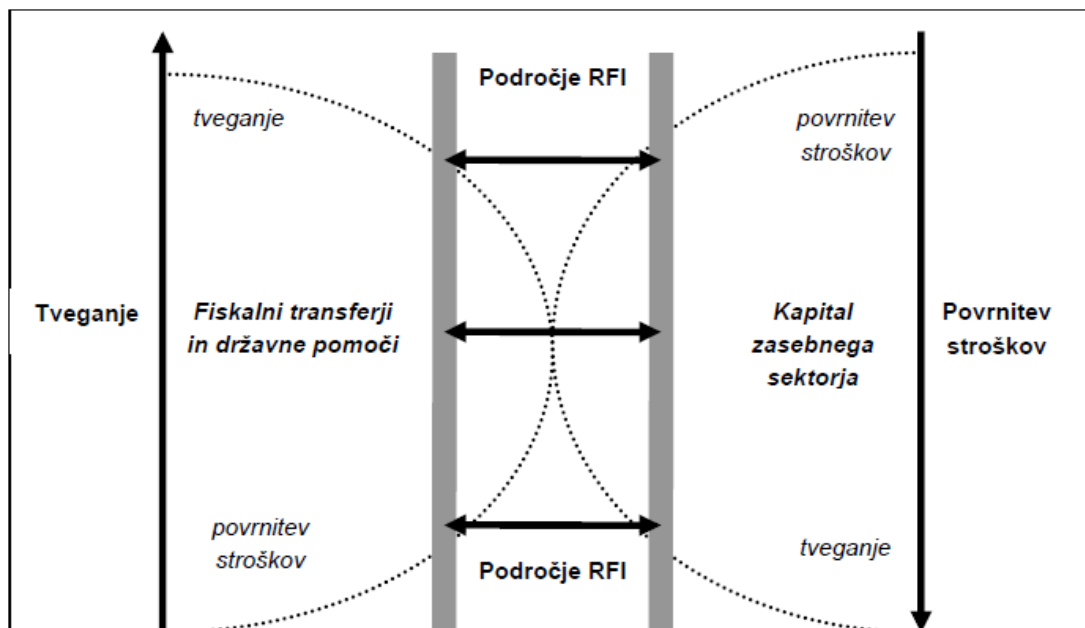 Področje RFI
tveganje
povrnitev
stroškov
Tveganje
Fiskalni transferji
in državne pomoči
Kapital
zasebnega
sektorja
Povrnitev
stroškov
povrnitev
stroškov
Področje RFI
tveganje